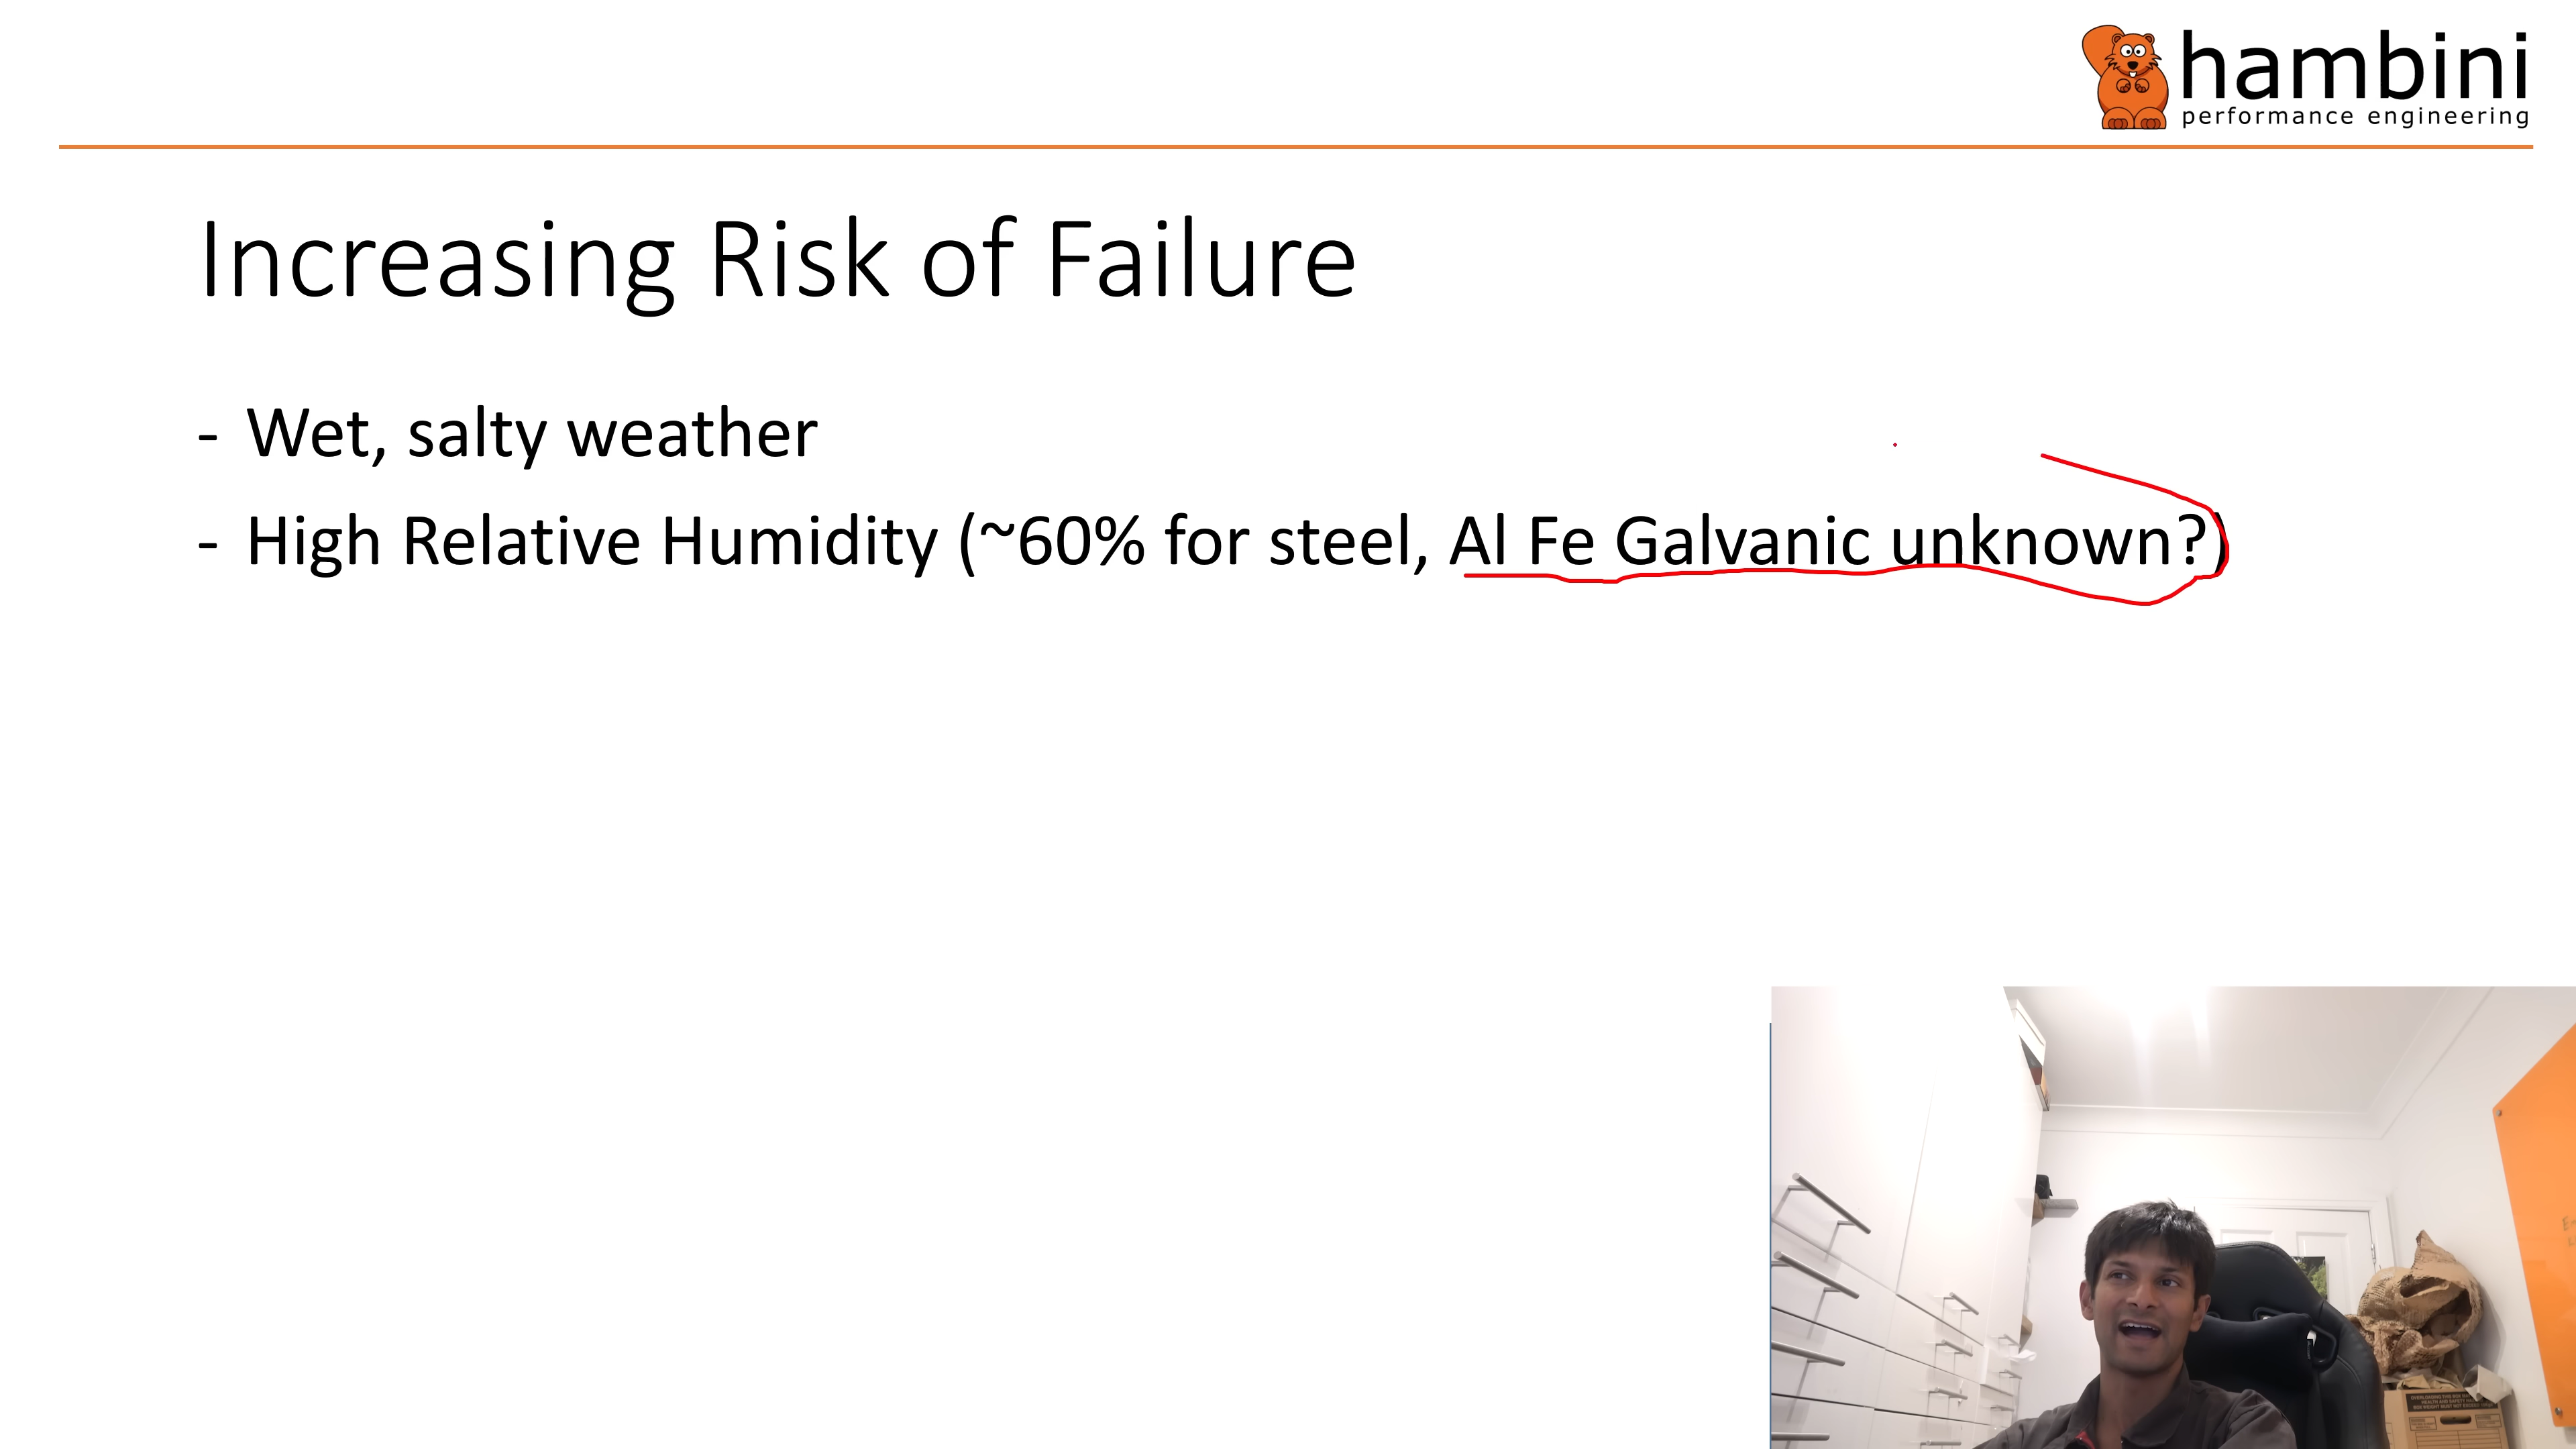 hambini
performance engineering
Increasing Risk of Failure
- Wet, salty weather
- High Relative Humidity (~60% for steel, Al Fe Galvanic unknown?)